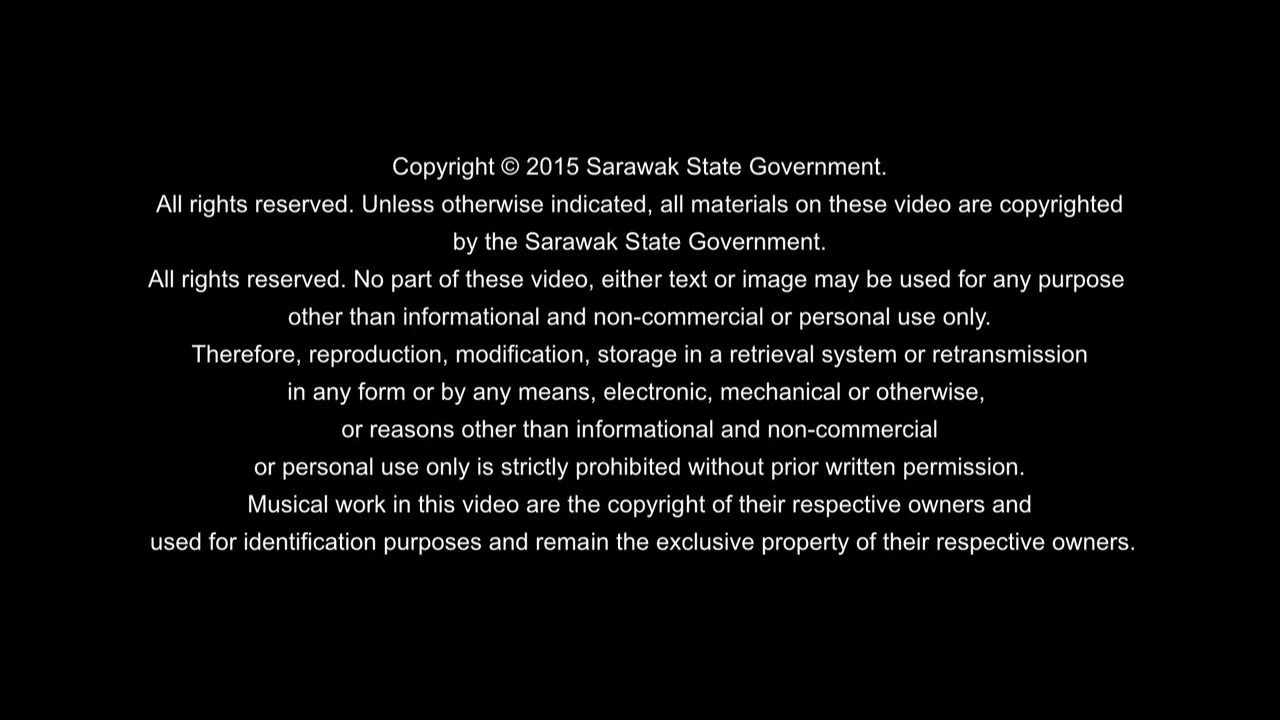 Copyright © 2015 Sarawak State Government.
All rights reserved. Unless otherwise indicated, all materials on these video are copyrighted
by the Sarawak State Government.
All rights reserved. No part of these video, either text or image may be used for any purpose
other than informational and non-commercial or personal use only.
Therefore, reproduction, modification, storage in a retrieval system or retransmission
in any form or by any means, electronic, mechanical or otherwise,
or reasons other than informational and non-commercial
or personal use only is strictly prohibited without prior written permission.
Musical work in this video are the copyright of their respective owners and
used for identification purposes and remain the exclusive property of their respective owners.